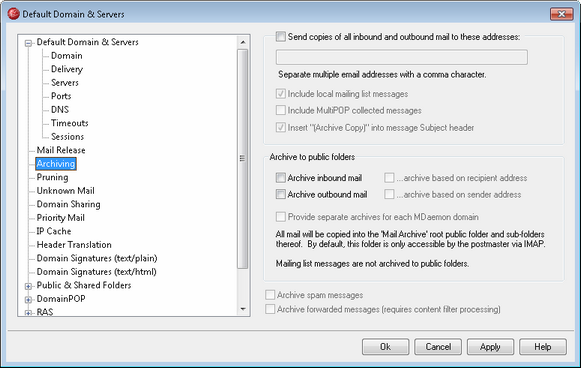 Default Domain & Servers
Default Domain & Servers
Domain
Delivery
Servers
Ports
DNS
Timeouts
Sessions
Mail Release
Archiving
Pruning
Unknown Mail
Domain Sharing
Priority Mail
IP Cache
Header Translation
Domain Signatures (text/plain)
Domain Signatures (text/html)
Public & Shared Folders
DomainPOP
RAS
Send copies of all inbound and outbound mail to these addresses:
Separate multiple email addresses with a comma character.
Include local mailing list messages
Include MultiPOP collected messages
Insert "(Archive Copy)" into message Subject header
Archive to public folders
Archive inbound mail
...archive based on recipient address
Archive outbound mail
...archive based on sender address
Provide separate archives for each MDaemon domain
All mail will be copied into the 'Mail Archive' root public folder and sub-folders
thereof. By default, this folder is only accessible by the postmaster via IMAP.
Mailing list messages are not archived to public folders.
Archive spam messages
Archive forwarded messages (requires content filter processing)
Ok
Cancel
Apply
Help